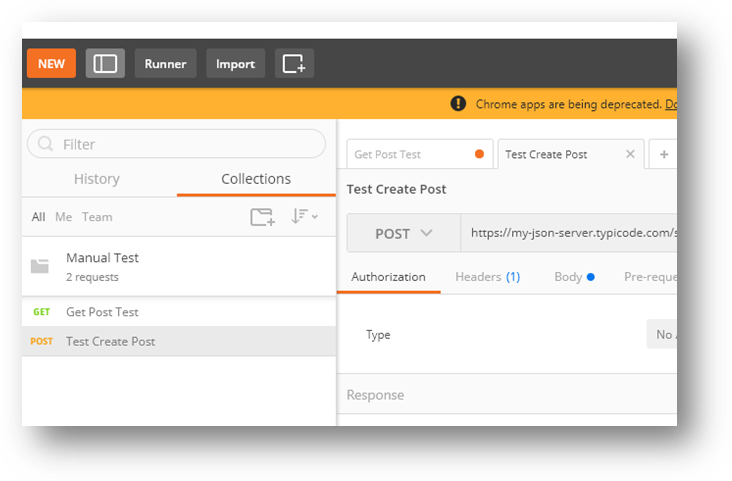 NEW Runner Import
Chrome apps are being deprecated.
Filter
History Collections
All Me Team
Manual Test
2 requests
GET Get Post Test
POST Test Create Post
Get Post Test Test Create Post × +
Test Create Post
POST https://my-json-server.typicode.com/s
Authorization Headers (1) Body Pre-reque
Type No
Response